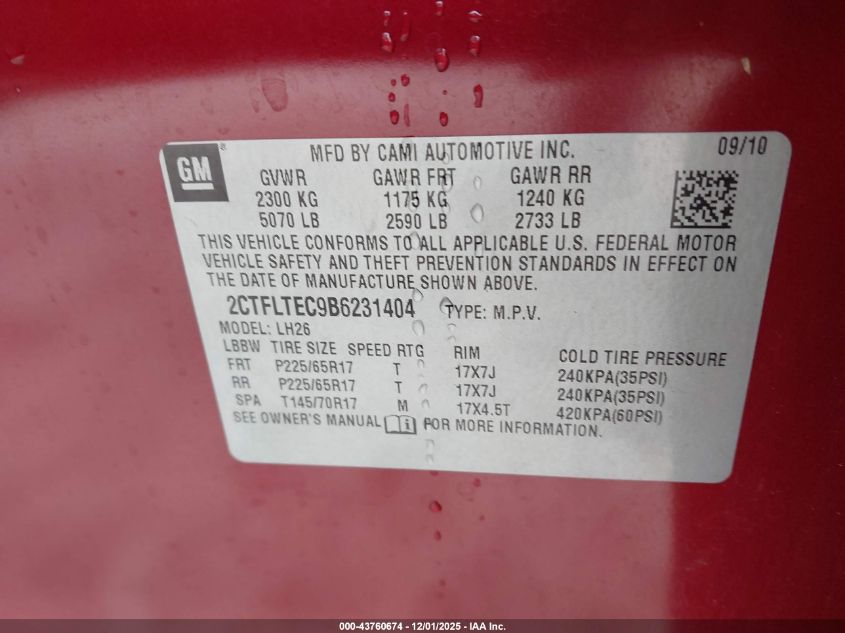 GM®
MFD BY CAMI AUTOMOTIVE INC. 09/10
GVWR GAWR FRT GAWR RR
2300 KG 1175 KG 1240 KG
5070 LB 2590 LB 2733 LB
THIS VEHICLE CONFORMS TO ALL APPLICABLE U.S. FEDERAL MOTOR
VEHICLE SAFETY AND THEFT PREVENTION STANDARDS IN EFFECT ON
THE DATE OF MANUFACTURE SHOWN ABOVE.
2CTFLTEC9B6231404 TYPE: M.P.V.
MODEL: LH26
LBBW TIRE SIZE SPEED RTG RIM COLD TIRE PRESSURE
FRT P225/65R17 T 17X7J 240KPA(35PSI)
RR P225/65R17 T 17X7J 240KPA(35PSI)
SPA T145/70R17 M 17X4.5T 420KPA(60PSI)
SEE OWNER'S MANUAL FOR MORE INFORMATION.
000-43760674 - 12/01/2025 - IAA Inc.